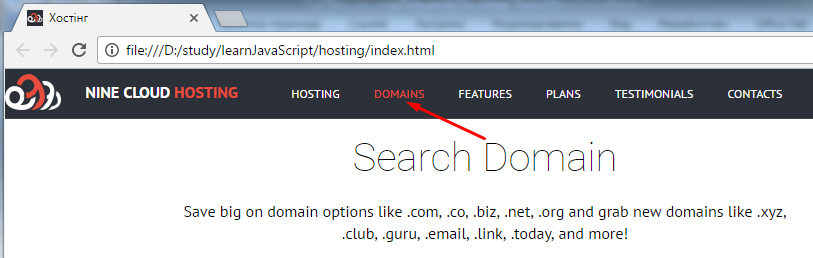 Хостінг
file:///D:/study/learnJavaScript/hosting/index.html
NINE CLOUD HOSTING HOSTING DOMAINS FEATURES PLANS TESTIMONIALS CONTACTS
Search Domain
Save big on domain options like .com, .co, .biz, .net, .org and grab new domains like .xyz,
.club, .guru, .email, .link, .today, and more!